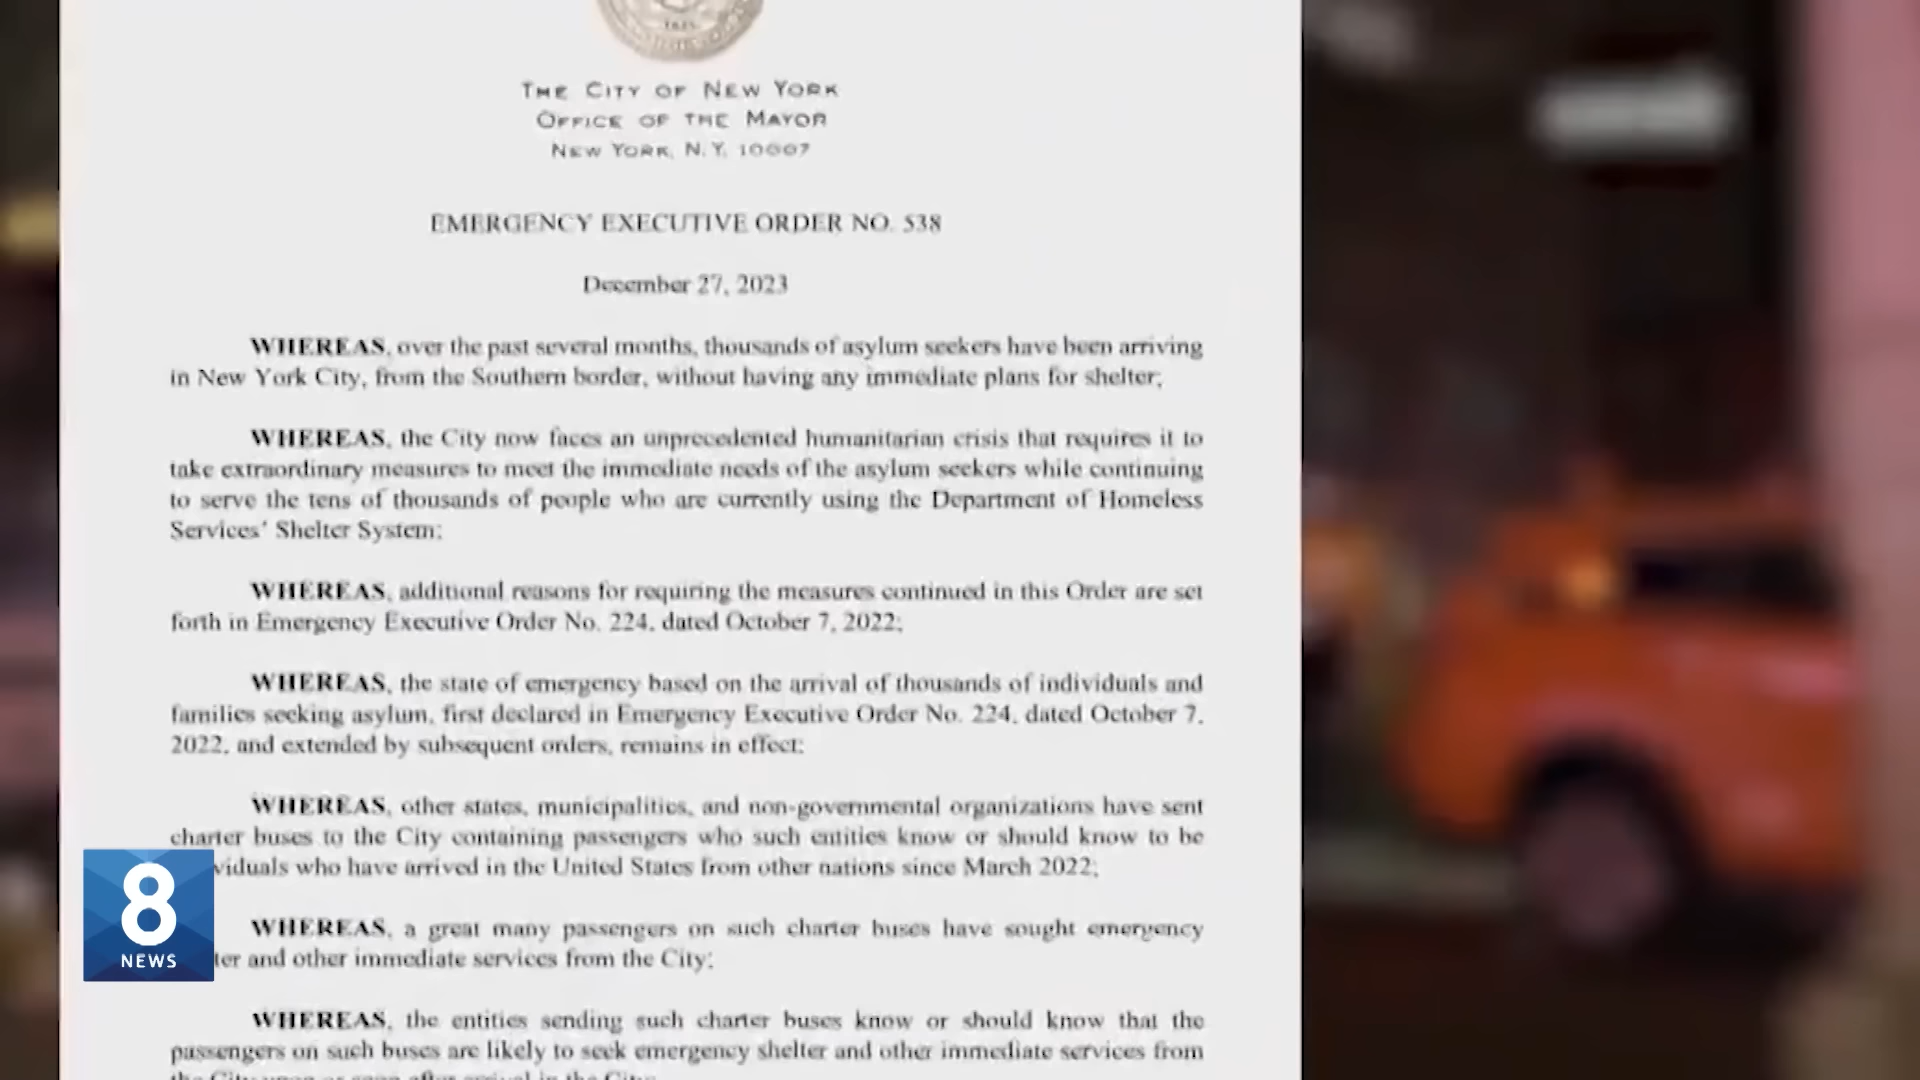 1625
THE CITY OF NEW YORK
OFFICE OF THE MAYOR
NEW YORK, N.Y. 10007
EMERGENCY EXECUTIVE ORDER NO. 538
December 27, 2023
WHEREAS, over the past several months, thousands of asylum seekers have been arriving
in New York City, from the Southern border, without having any immediate plans for shelter;
WHEREAS, the City now faces an unprecedented humanitarian crisis that requires it to
take extraordinary measures to meet the immediate needs of the asylum seekers while continuing
to serve the tens of thousands of people who are currently using the Department of Homeless
Services' Shelter System;
WHEREAS, additional reasons for requiring the measures continued in this Order are set
forth in Emergency Executive Order No. 224, dated October 7, 2022;
WHEREAS, the state of emergency based on the arrival of thousands of individuals and
families seeking asylum, first declared in Emergency Executive Order No. 224, dated October 7,
2022, and extended by subsequent orders, remains in effect;
WHEREAS, other states, municipalities, and non-governmental organizations have sent
charter buses to the City containing passengers who such entities know or should know to be
viduals who have arrived in the United States from other nations since March 2022;
WHEREAS, a great many passengers on such charter buses have sought emergency
ter and other immediate services from the City;
WHEREAS, the entities sending such charter buses know or should know that the
passengers on such buses are likely to seek emergency shelter and other immediate services from
the City upon or soon after arrival in the City;
8
NEWS